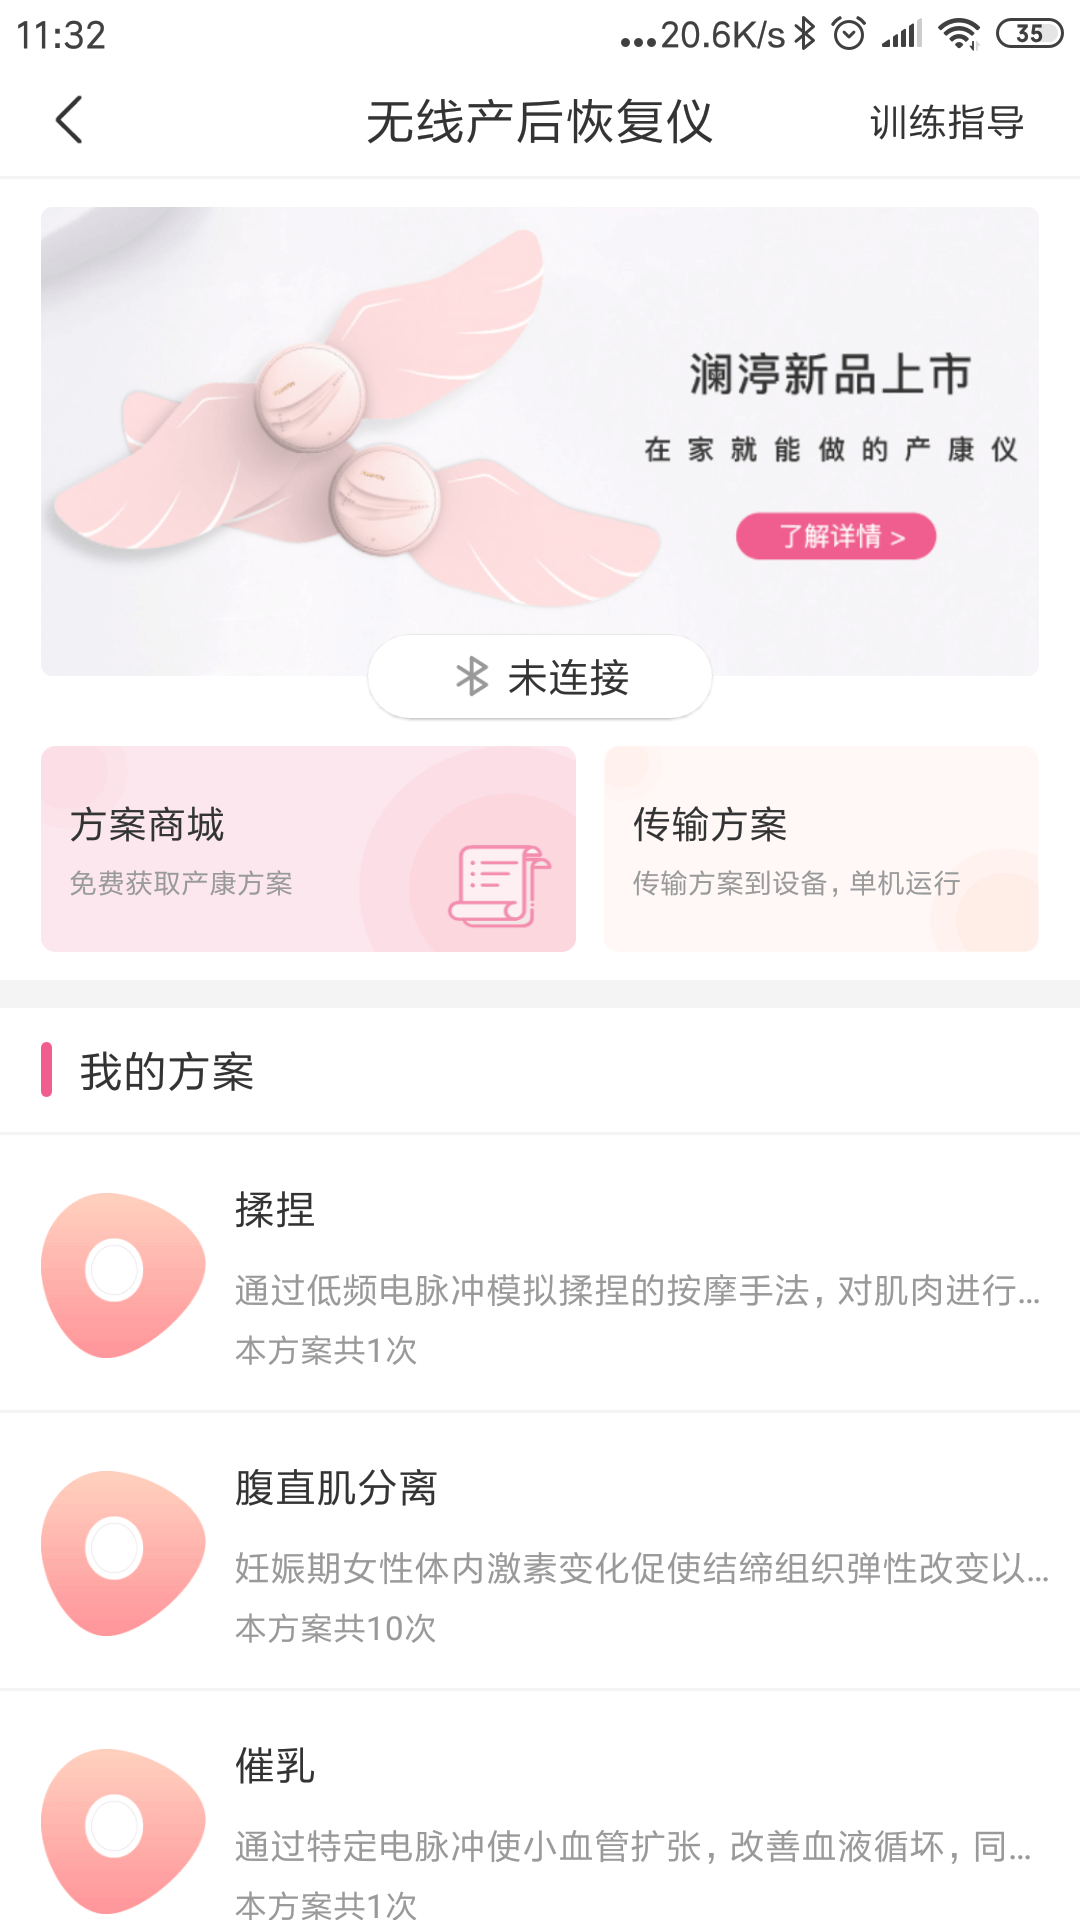 11:32
...20.6K/s
35
无线产后恢复仪
训练指导
澜渟新品上市
在家就能做的产康仪
了解详情 >
未连接
方案商城
免费获取产康方案
传输方案
传输方案到设备, 单机运行
我的方案
揉捏
通过低频电脉冲模拟揉捏的按摩手法, 对肌肉进行...
本方案共1次
腹直肌分离
妊娠期女性体内激素变化促使结缔组织弹性改变以...
本方案共10次
催乳
通过特定电脉冲使小血管扩张, 改善血液循坏, 同...
本方案共1次